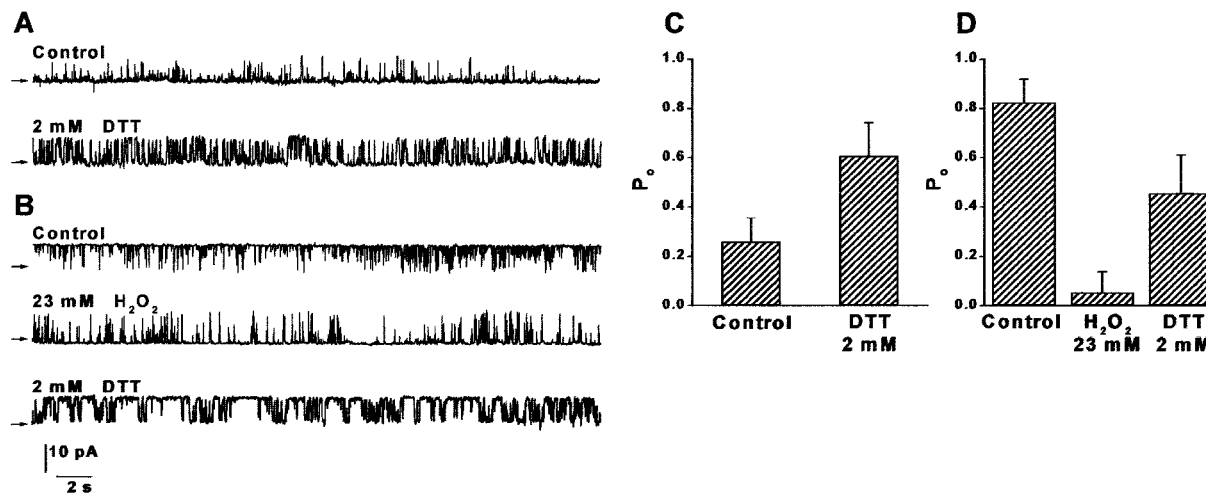 A
Control
2 mM DTT
B
Control
23 mM H₂O₂
2 mM DTT
10 pA
2 s
C
1.0
0.8
0.6
0.4
0.2
0.0
Pₒ
Control
DTT
2 mM
D
1.0
0.8
0.6
0.4
0.2
0.0
Pₒ
Control
H₂O₂
23 mM
DTT
2 mM